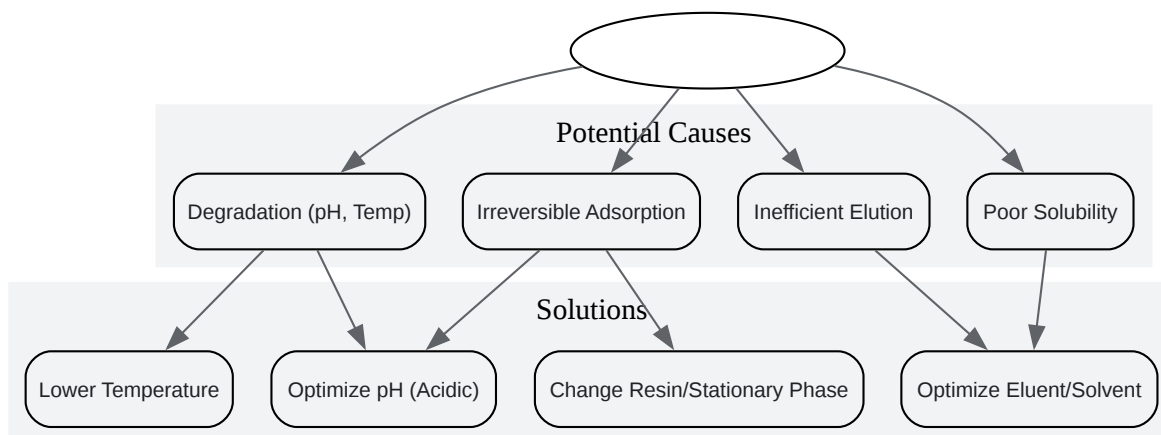 Potential Causes
Degradation (pH, Temp)
Irreversible Adsorption
Inefficient Elution
Poor Solubility
Solutions
Lower Temperature
Optimize pH (Acidic)
Change Resin/Stationary Phase
Optimize Eluent/Solvent